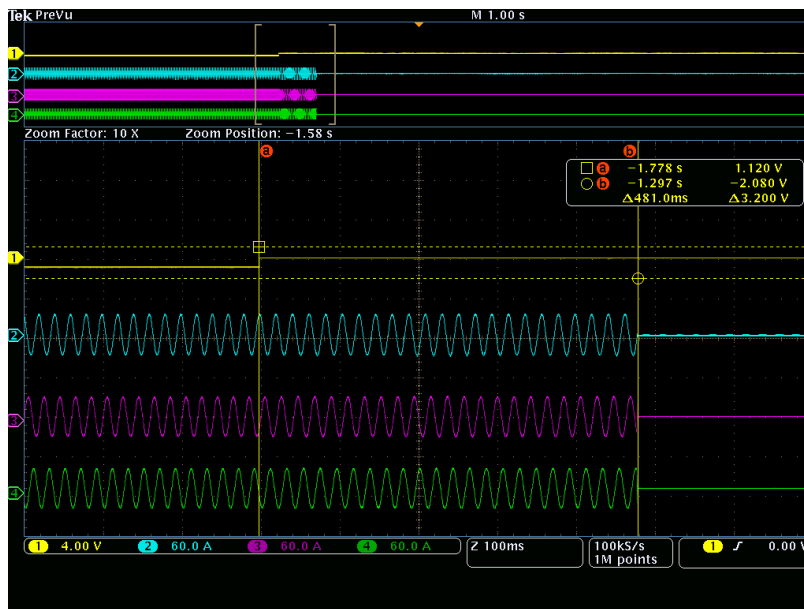 Tek PreVu M 1.00 s
1
2
3
4
Zoom Factor: 10 X Zoom Position: −1.58 s
a b
a −1.778 s 1.120 V
b −1.297 s −2.080 V
Δ481.0ms Δ3.200 V
1
2
3
4
1 4.00 V 2 60.0 A 3 60.0 A 4 60.0 A Z 100ms 100kS/s 1 0.00 V
1M points